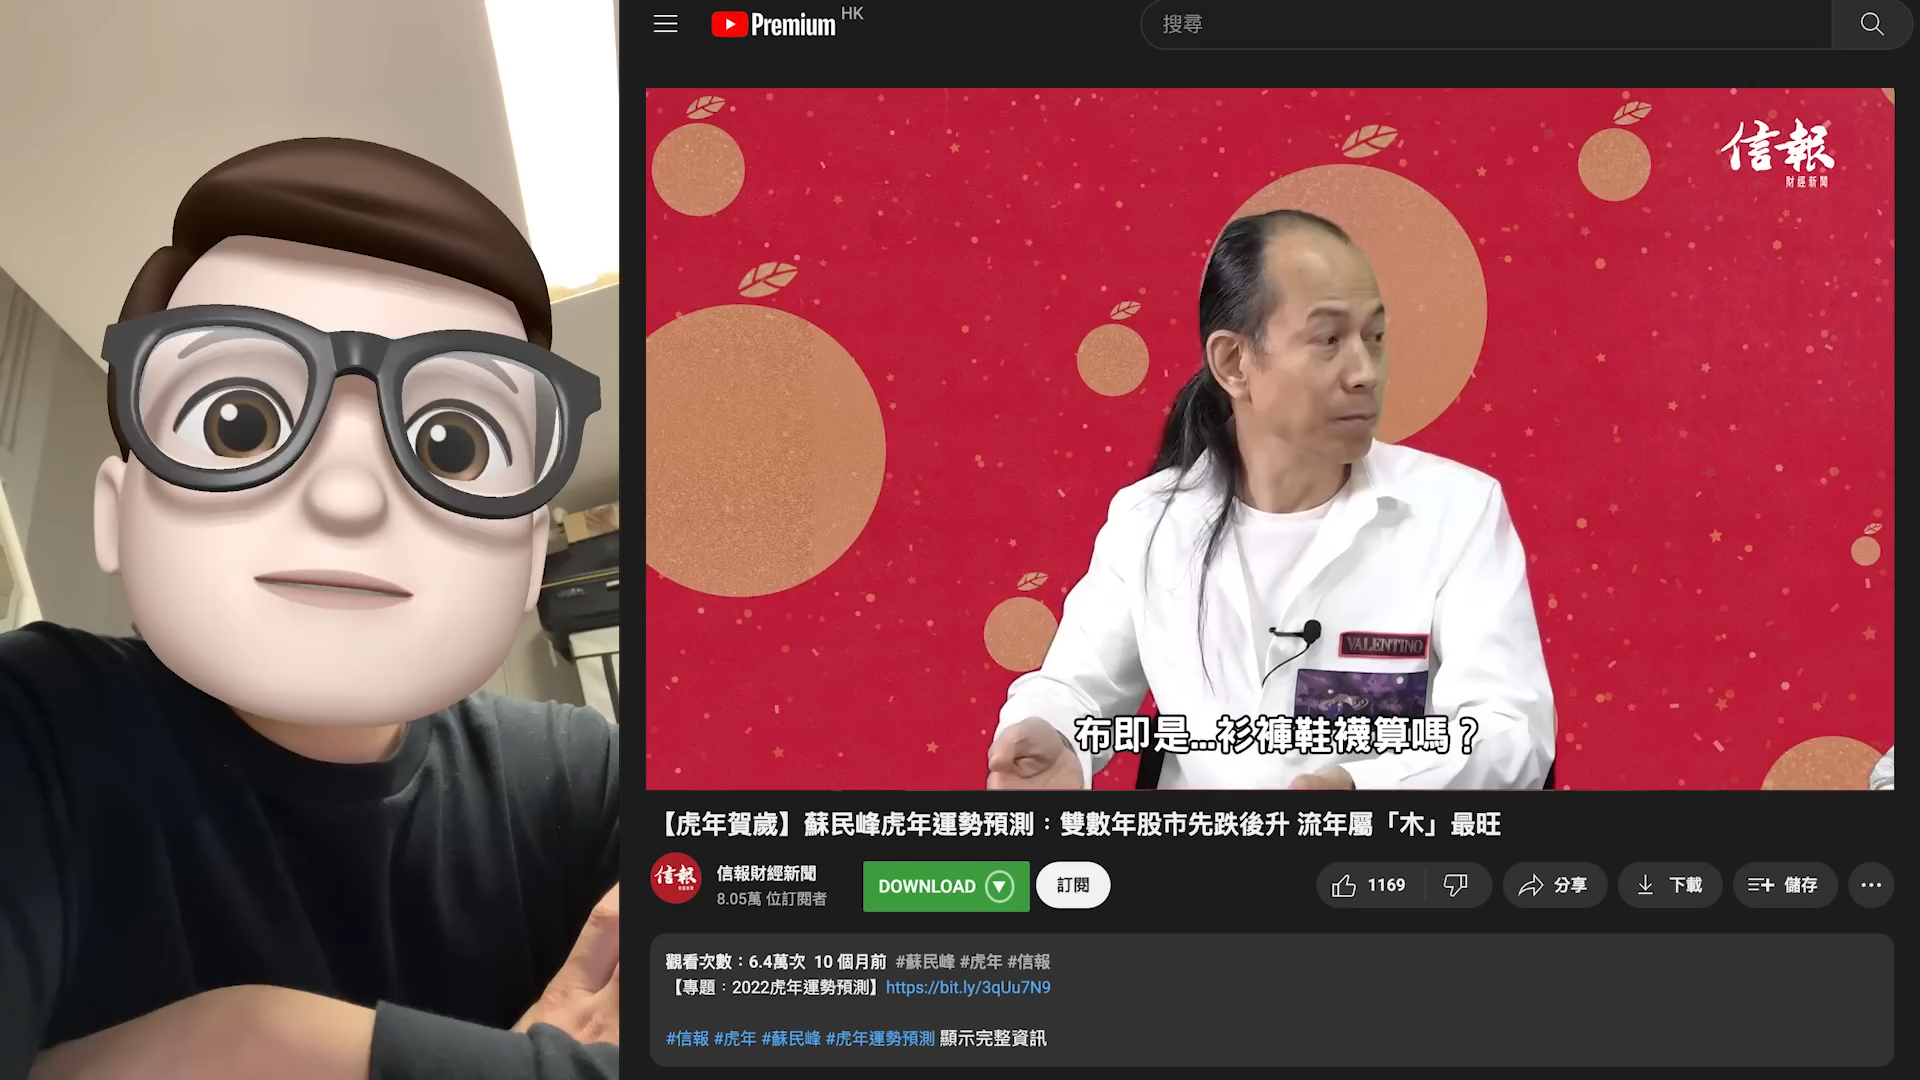 Premium HK
搜尋
信報
財經新聞
VALENTINO
布即是...衫褲鞋襪算嗎？
【虎年賀歲】蘇民峰虎年運勢預測：雙數年股市先跌後升 流年屬「木」最旺
信報
信報財經新聞
8.05萬 位訂閱者
DOWNLOAD
訂閱
1169
分享
下載
儲存
觀看次數：6.4萬次 10 個月前 #蘇民峰 #虎年 #信報
【專題：2022虎年運勢預測】https://bit.ly/3qUu7N9
#信報 #虎年 #蘇民峰 #虎年運勢預測 顯示完整資訊